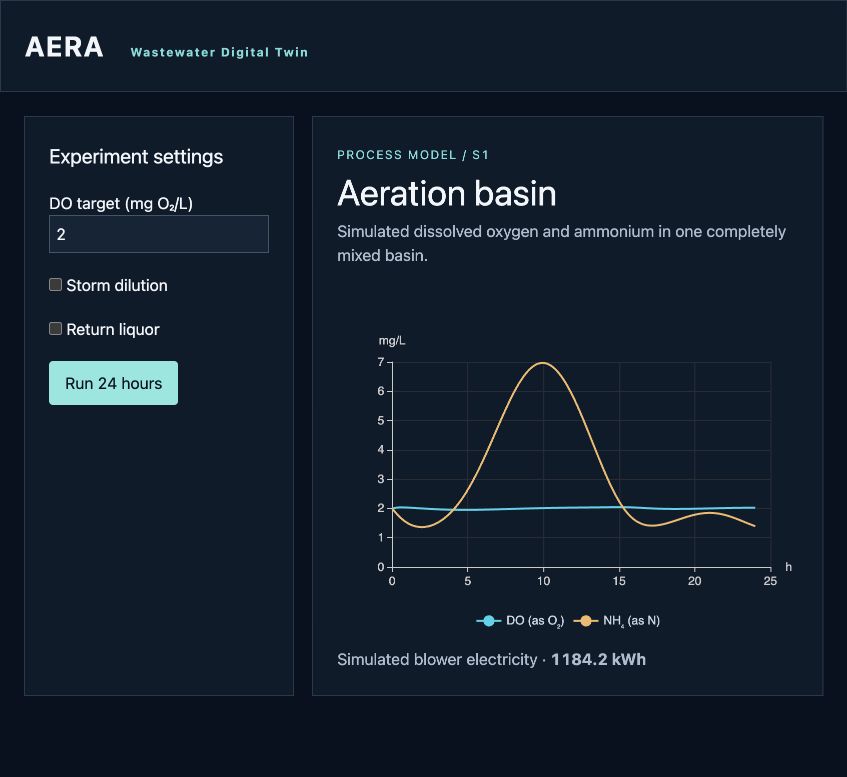 AERA
Wastewater Digital Twin
Experiment settings
DO target (mg O₂/L)
2
Storm dilution
Return liquor
Run 24 hours
PROCESS MODEL / S1
Aeration basin
Simulated dissolved oxygen and ammonium in one completely
mixed basin.
mg/L
7
6
5
4
3
2
1
0
0 5 10 15 20 25 h
DO (as O₂) NH₄ (as N)
Simulated blower electricity · 1184.2 kWh